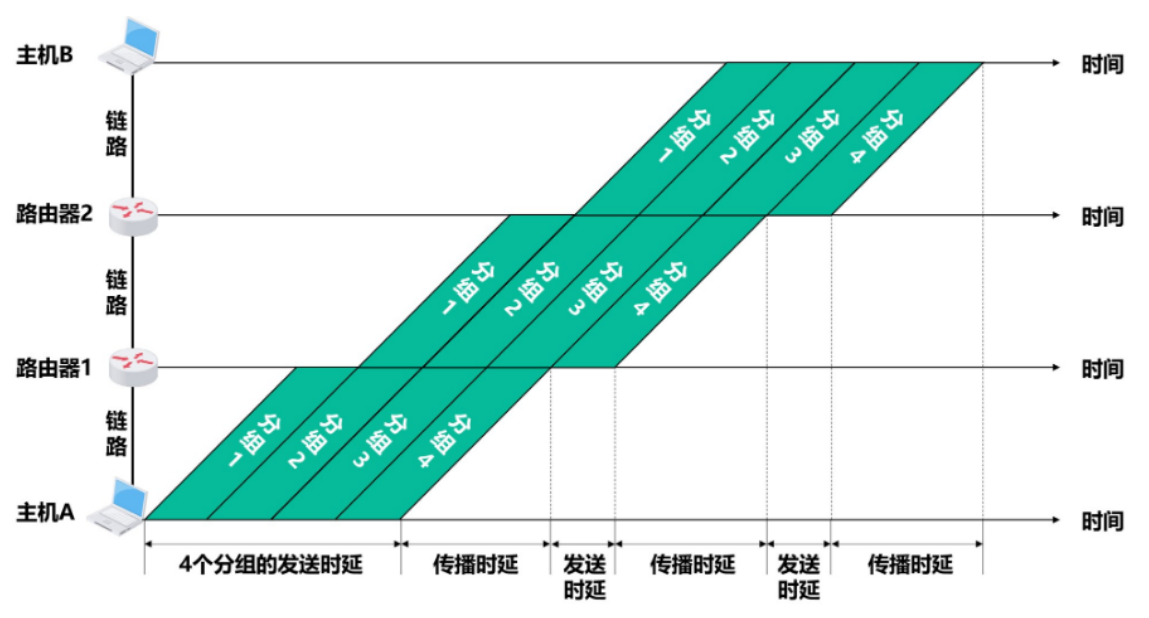 主机B
时间
链路
分组1
分组2
分组3
分组4
路由器2
时间
链路
分组1
分组2
分组3
分组4
路由器1
时间
链路
分组1
分组2
分组3
分组4
主机A
时间
4个分组的发送时延
传播时延
发送
时延
传播时延
发送
时延
传播时延